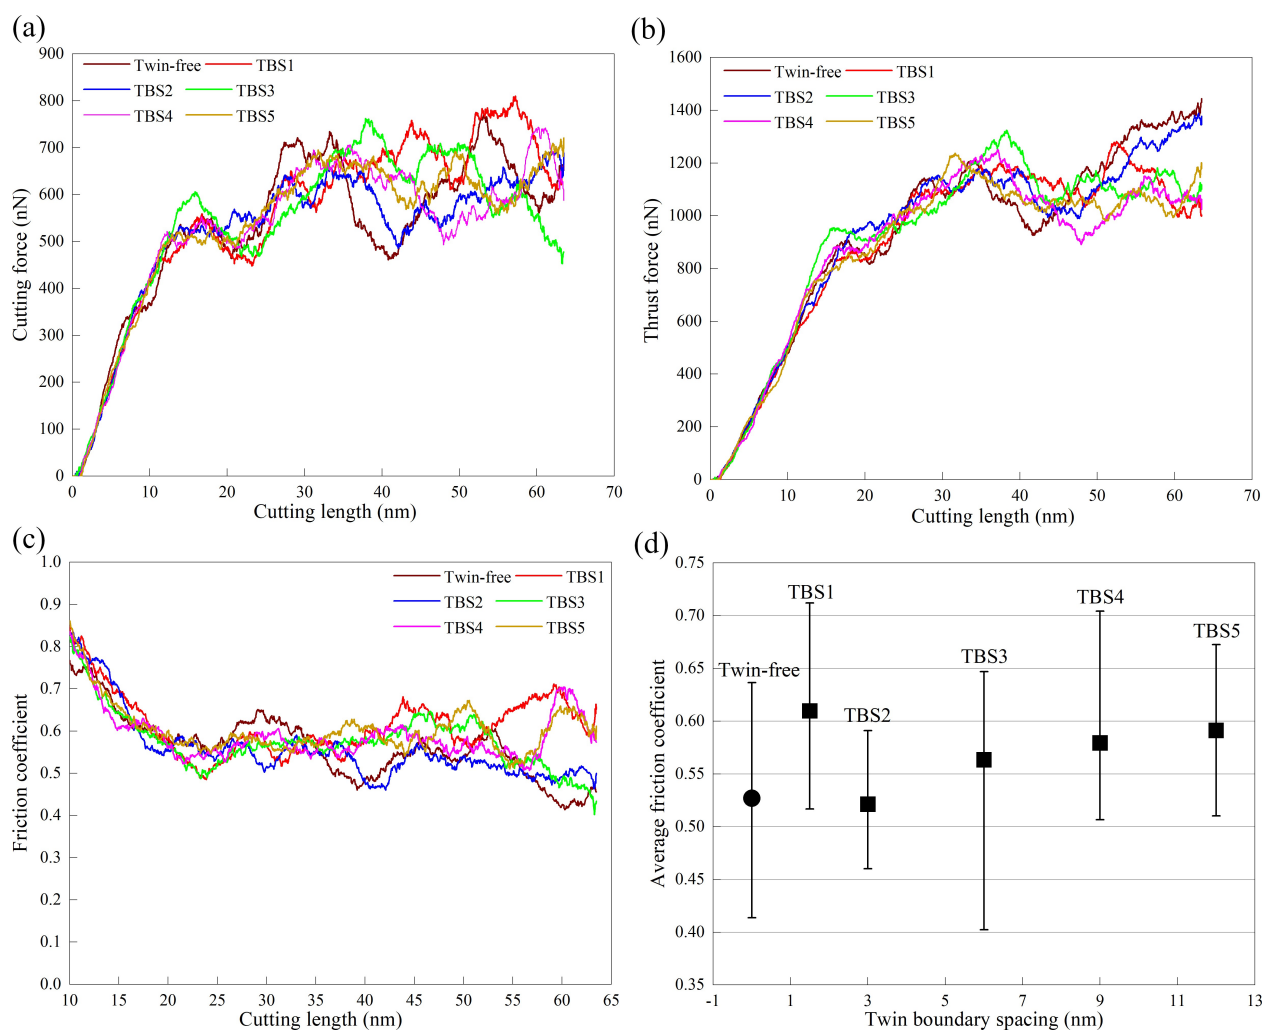 (a)
900
800
700
600
500
400
300
200
100
0
Cutting force (nN)
Twin-free TBS1
TBS2 TBS3
TBS4 TBS5
0 10 20 30 40 50 60 70
Cutting length (nm)
(b)
1600
1400
1200
1000
800
600
400
200
0
Thrust force (nN)
Twin-free TBS1
TBS2 TBS3
TBS4 TBS5
0 10 20 30 40 50 60 70
Cutting length (nm)
(c)
1.0
0.9
0.8
0.7
0.6
0.5
0.4
0.3
0.2
0.1
0.0
Friction coefficient
Twin-free TBS1
TBS2 TBS3
TBS4 TBS5
10 15 20 25 30 35 40 45 50 55 60 65
Cutting length (nm)
(d)
0.75
0.70
0.65
0.60
0.55
0.50
0.45
0.40
0.35
Average friction coefficient
Twin-free
TBS1
TBS2
TBS3
TBS4
TBS5
-1 1 3 5 7 9 11 13
Twin boundary spacing (nm)